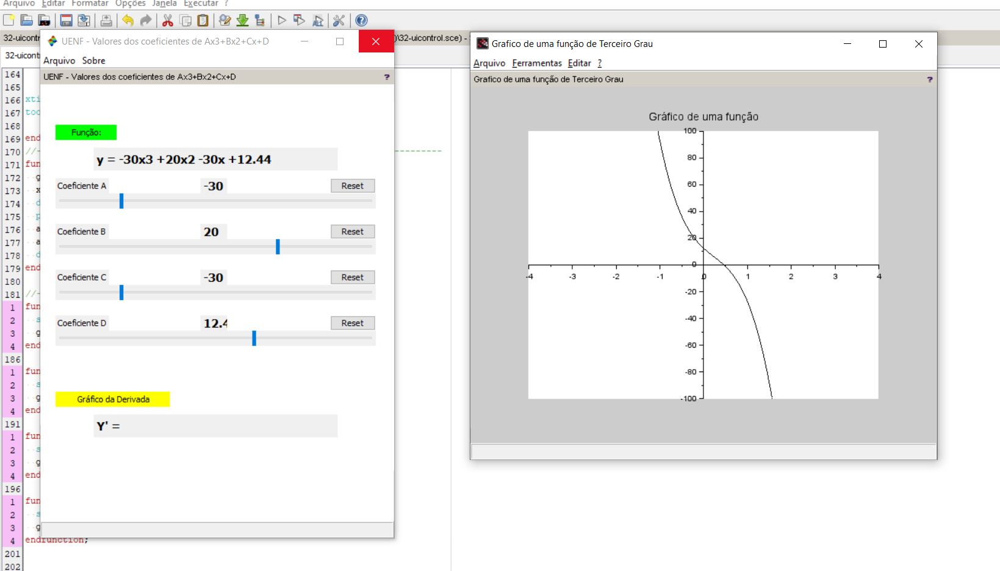 Arquivo Editar Formatar Opções Janela Executar ?
32-uicontr
)\32-uicontrol.sce) -
32-uicontr
164
165
166 xti
167 too
168
169 end
170 //- ---------
171 fun
172 g
173 x
174 d
175 p
176 a
177 a
178 d
179 end
180
181 //-
1 fun
2 s
3 g
4 end
186
1 fun
2 s
3 g
4 end
191
1 fun
2 s
3 g
4 end
196
1 fun
2 s
3 g
4 endfunction;
201
202
UENF - Valores dos coeficientes de Ax3+Bx2+Cx+D
Arquivo Sobre
UENF - Valores dos coeficientes de Ax3+Bx2+Cx+D ?
Função:
y = -30x3 +20x2 -30x +12.44
Coeficiente A -30 Reset
Coeficiente B 20 Reset
Coeficiente C -30 Reset
Coeficiente D 12.4 Reset
Gráfico da Derivada
Y' =
Grafico de uma função de Terceiro Grau
Arquivo Ferramentas Editar ?
Grafico de uma função de Terceiro Grau ?
Gráfico de uma função
100
80
60
40
20
0
-4 -3 -2 -1 0 1 2 3 4
-20
-40
-60
-80
-100